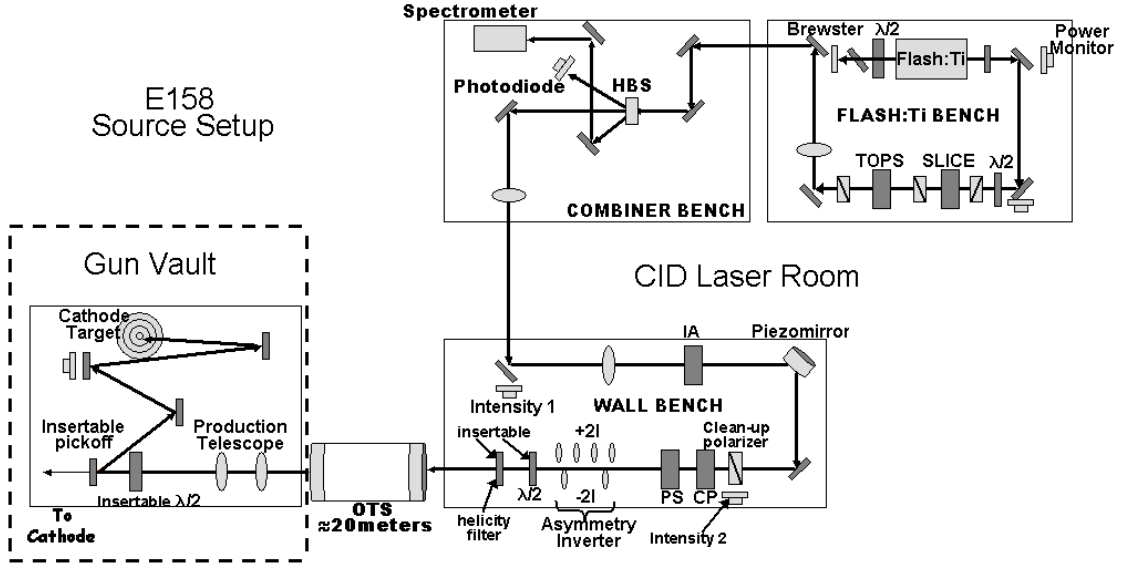 Spectrometer
Brewster
λ/2
Flash:Ti
Power
Monitor
Photodiode
HBS
FLASH:Ti BENCH
E158
Source Setup
TOPS
SLICE
λ/2
COMBINER BENCH
Gun Vault
CID Laser Room
Cathode
Target
IA
Piezomirror
Intensity 1
WALL BENCH
Clean-up
polarizer
Insertable
pickoff
Production
Telescope
insertable
+2I
Insertable λ/2
λ/2
-2I
PS
CP
OTS
≈20meters
helicity
filter
Asymmetry
Inverter
Intensity 2
To
Cathode